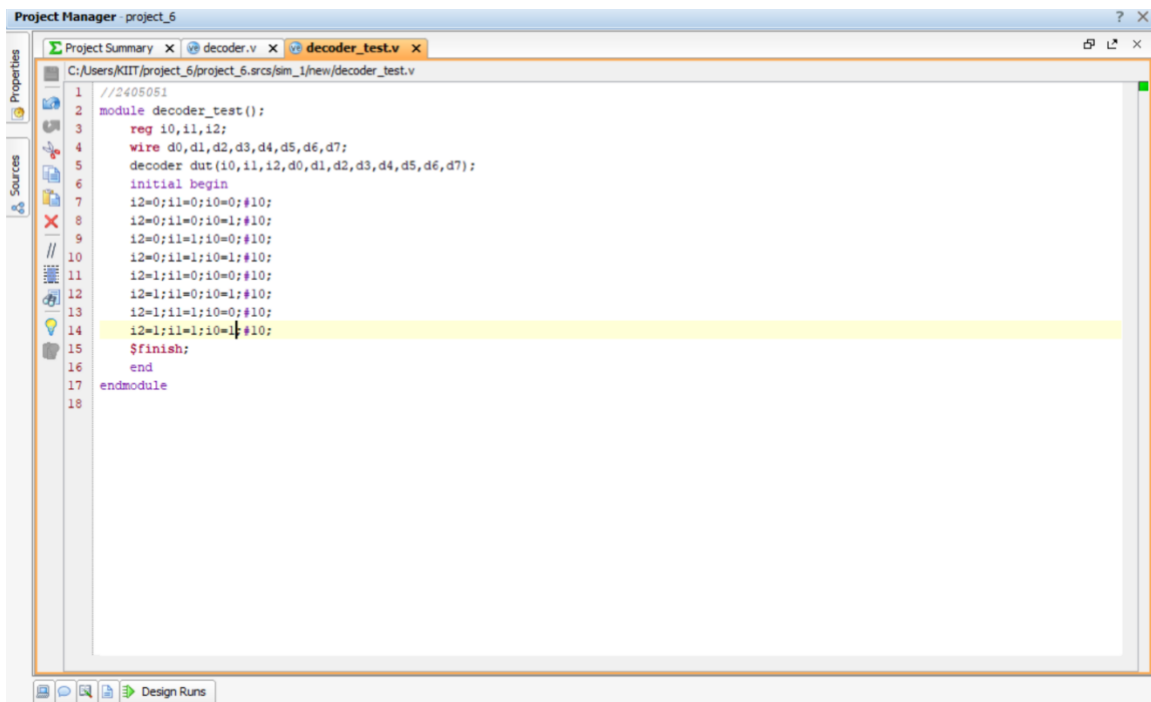 Project Manager - project_6
Properties
Sources
Project Summary x decoder.v x decoder_test.v x
C:/Users/KIIT/project_6/project_6.srcs/sim_1/new/decoder_test.v
1 //2405051
2 module decoder_test();
3 reg i0,i1,i2;
4 wire d0,d1,d2,d3,d4,d5,d6,d7;
5 decoder dut(i0,i1,i2,d0,d1,d2,d3,d4,d5,d6,d7);
6 initial begin
7 i2=0;i1=0;i0=0;#10;
8 i2=0;i1=0;i0=1;#10;
9 i2=0;i1=1;i0=0;#10;
10 i2=0;i1=1;i0=1;#10;
11 i2=1;i1=0;i0=0;#10;
12 i2=1;i1=0;i0=1;#10;
13 i2=1;i1=1;i0=0;#10;
14 i2=1;i1=1;i0=1;#10;
15 $finish;
16 end
17 endmodule
18
Design Runs